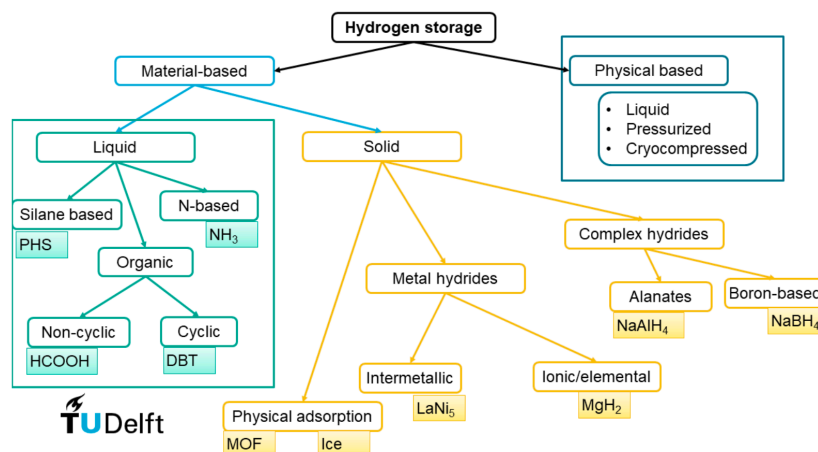 Hydrogen storage
Material-based
Physical based
• Liquid
• Pressurized
• Cryocompressed
Liquid
Solid
Silane based
PHS
N-based
NH₃
Organic
Non-cyclic
HCOOH
Cyclic
DBT
Complex hydrides
Metal hydrides
Alanates
NaAlH₄
Boron-based
NaBH₄
Intermetallic
LaNi₅
Ionic/elemental
MgH₂
Physical adsorption
MOF
Ice
TUDelft